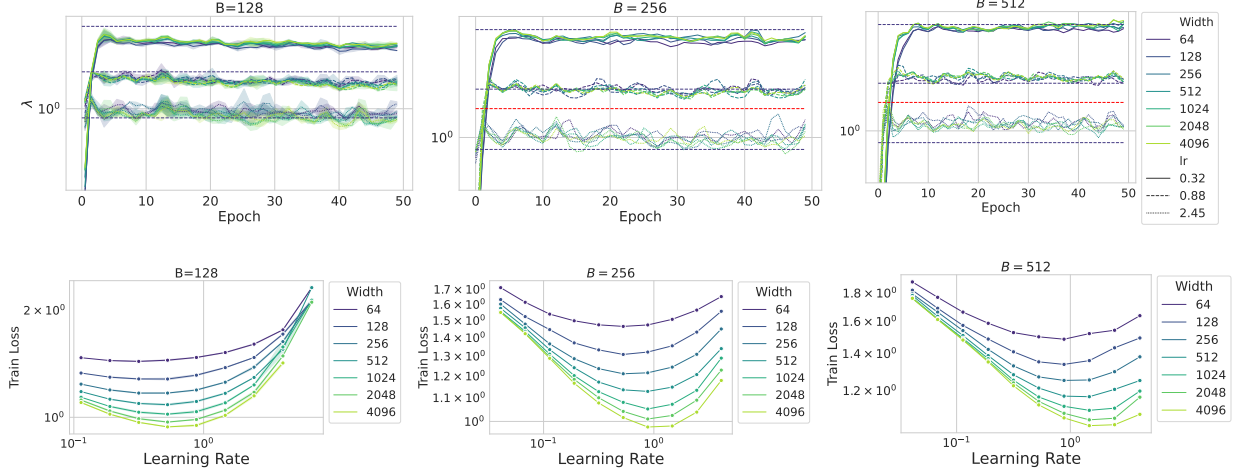 B=128
λ
10⁰
0 10 20 30 40 50
Epoch
B = 256
10⁰
0 10 20 30 40 50
Epoch
B = 512
10⁰
0 10 20 30 40 50
Epoch
Width
64
128
256
512
1024
2048
4096
lr
0.32
0.88
2.45
B=128
Train Loss
2 × 10⁰
10⁰
10⁻¹ 10⁰
Learning Rate
Width
64
128
256
512
1024
2048
4096
B = 256
Train Loss
1.7 × 10⁰
1.6 × 10⁰
1.5 × 10⁰
1.4 × 10⁰
1.3 × 10⁰
1.2 × 10⁰
1.1 × 10⁰
10⁰
10⁻¹ 10⁰
Learning Rate
Width
64
128
256
512
1024
2048
4096
B = 512
Train Loss
1.8 × 10⁰
1.6 × 10⁰
1.4 × 10⁰
1.2 × 10⁰
10⁻¹ 10⁰
Learning Rate
Width
64
128
256
512
1024
2048
4096